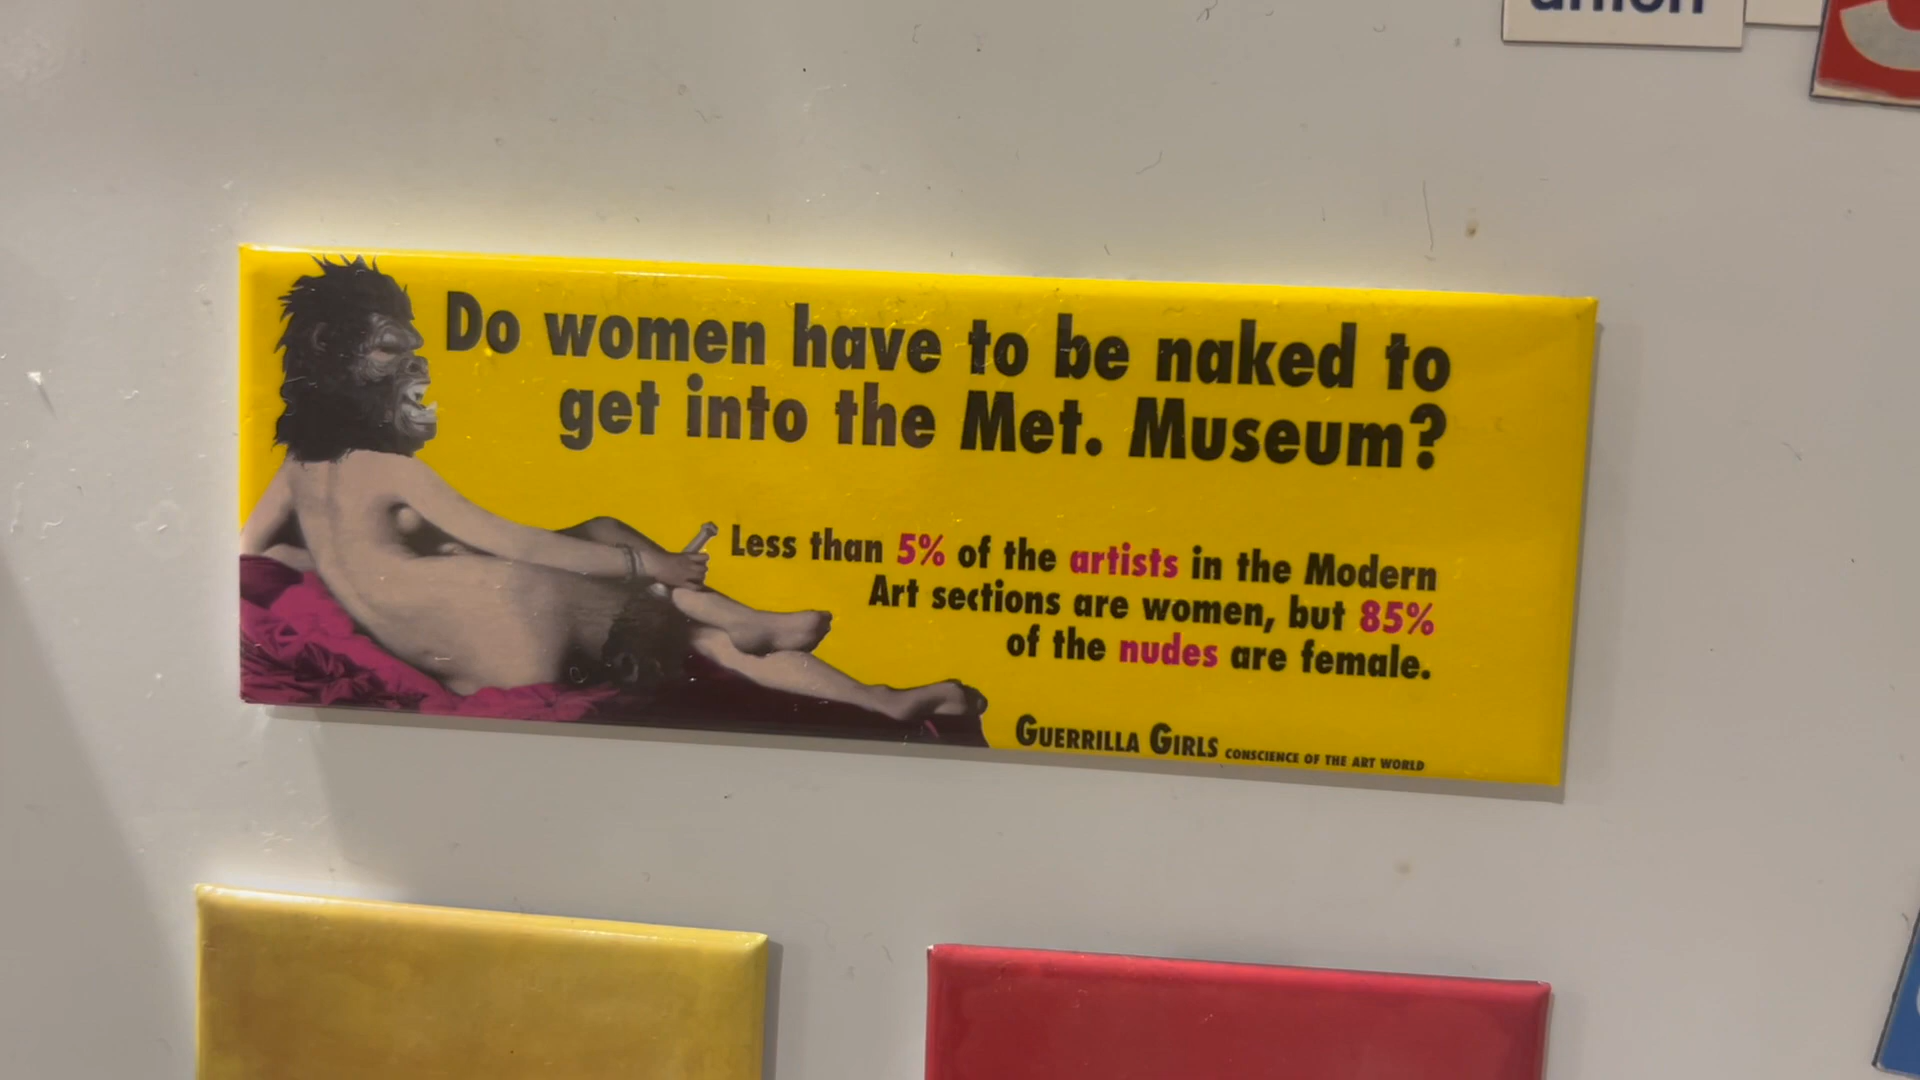 union
Do women have to be naked to
get into the Met. Museum?
Less than 5% of the artists in the Modern
Art sections are women, but 85%
of the nudes are female.
GUERRILLA GIRLS CONSCIENCE OF THE ART WORLD